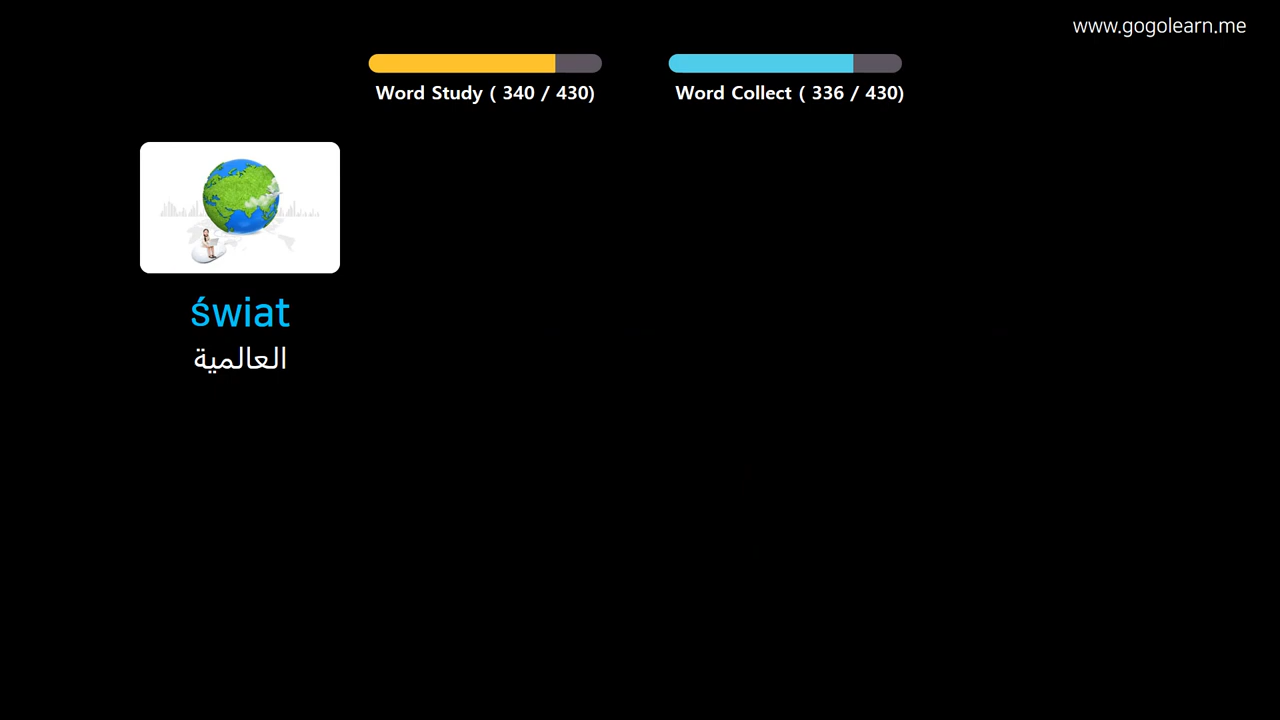 www.gogolearn.me
Word Study ( 340 / 430)
Word Collect ( 336 / 430)
świat
العالمية